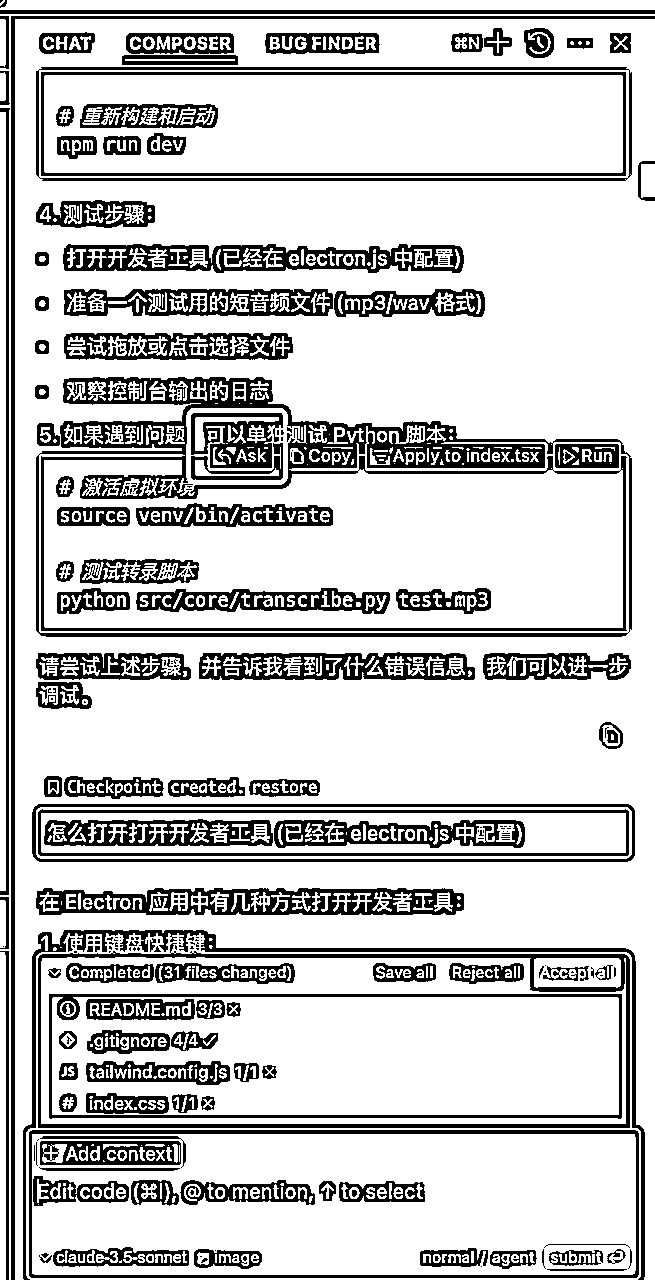 CHAT COMPOSER BUG FINDER ⌘N
# 重新构建和启动
npm run dev
4. 测试步骤：
打开开发者工具 (已经在 electron.js 中配置)
准备一个测试用的短音频文件 (mp3/wav 格式)
尝试拖放或点击选择文件
观察控制台输出的日志
5. 如果遇到问题，可以单独测试 Python 脚本：
Ask Copy Apply to index.tsx Run
# 激活虚拟环境
source venv/bin/activate
# 测试转录脚本
python src/core/transcribe.py test.mp3
请尝试上述步骤，并告诉我看到了什么错误信息，我们可以进一步
调试。
Checkpoint created. restore
怎么打开打开开发者工具 (已经在 electron.js 中配置)
在 Electron 应用中有几种方式打开开发者工具：
1. 使用键盘快捷键：
Completed (31 files changed) Save all Reject all Accept all
README.md 3/3
.gitignore 4/4
JS tailwind.config.js 1/1
# index.css 1/1
Add context
Edit code (⌘I), @ to mention, ↑ to select
claude-3.5-sonnet image normal // agent submit